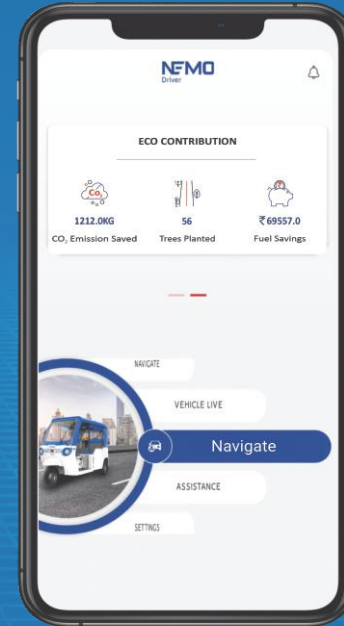 NEMO
Driver
ECO CONTRIBUTION
CO₂
1212.0KG
56
₹69557.0
CO₂ Emission Saved
Trees Planted
Fuel Savings
NAVIGATE
VEHICLE LIVE
Navigate
ASSISTANCE
SETTINGS